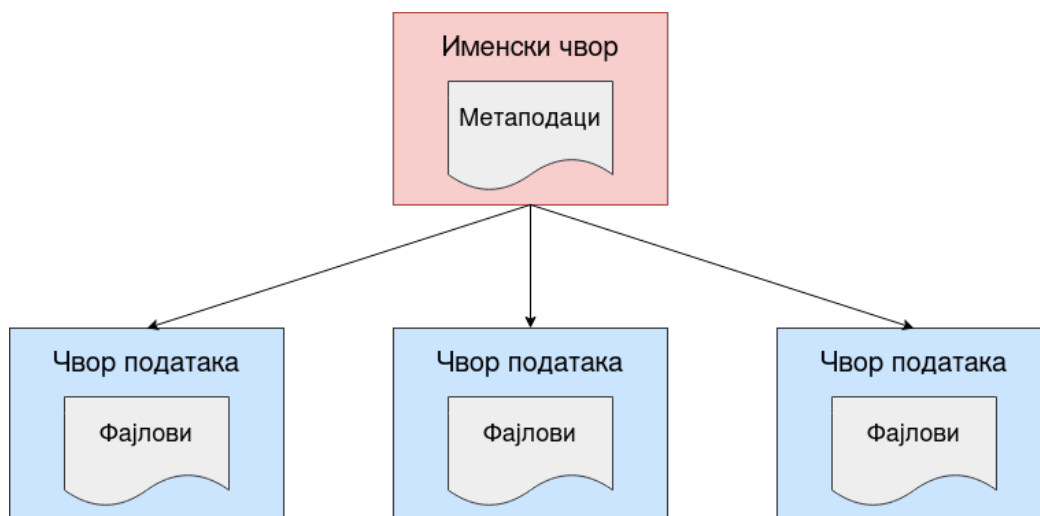 Именски чвор
Метаподаци
Чвор података
Фајлови
Чвор података
Фајлови
Чвор података
Фајлови